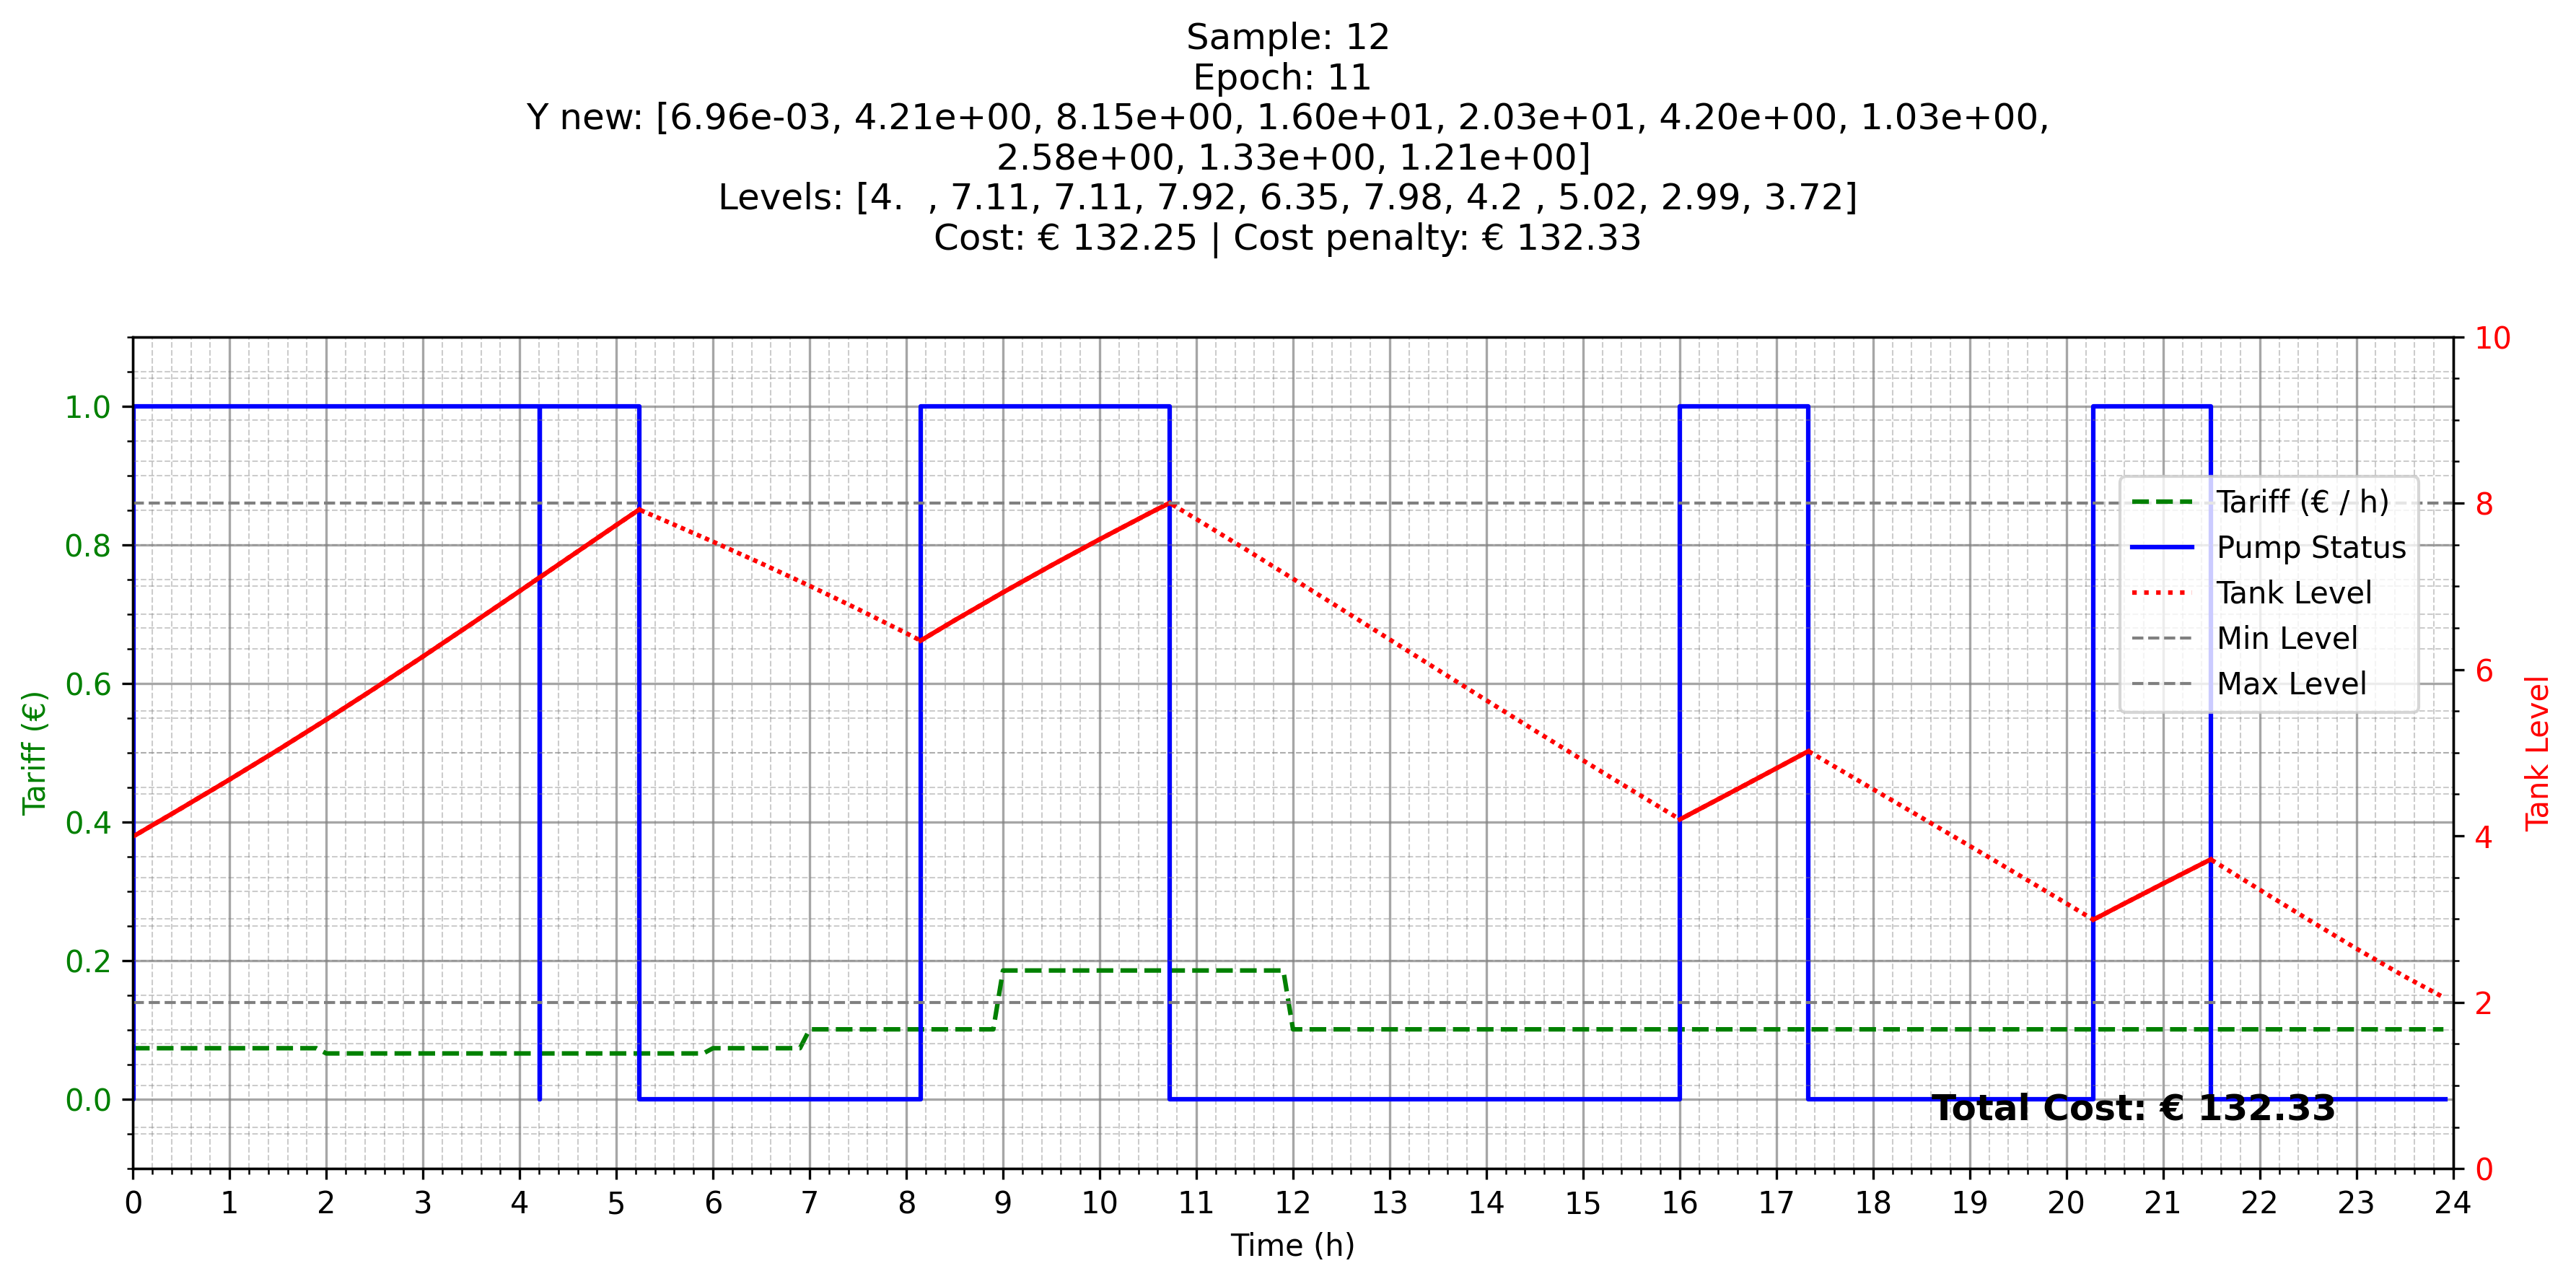 Sample: 12
Epoch: 11
Y new: [6.96e-03, 4.21e+00, 8.15e+00, 1.60e+01, 2.03e+01, 4.20e+00, 1.03e+00,
2.58e+00, 1.33e+00, 1.21e+00]
Levels: [4.  , 7.11, 7.11, 7.92, 6.35, 7.98, 4.2 , 5.02, 2.99, 3.72]
Cost: € 132.25 | Cost penalty: € 132.33
1.0
0.8
0.6
0.4
0.2
0.0
Tariff (€)
10
8
6
4
2
0
Tank Level
Tariff (€ / h)
Pump Status
Tank Level
Min Level
Max Level
Total Cost: € 132.33
0 1 2 3 4 5 6 7 8 9 10 11 12 13 14 15 16 17 18 19 20 21 22 23 24
Time (h)